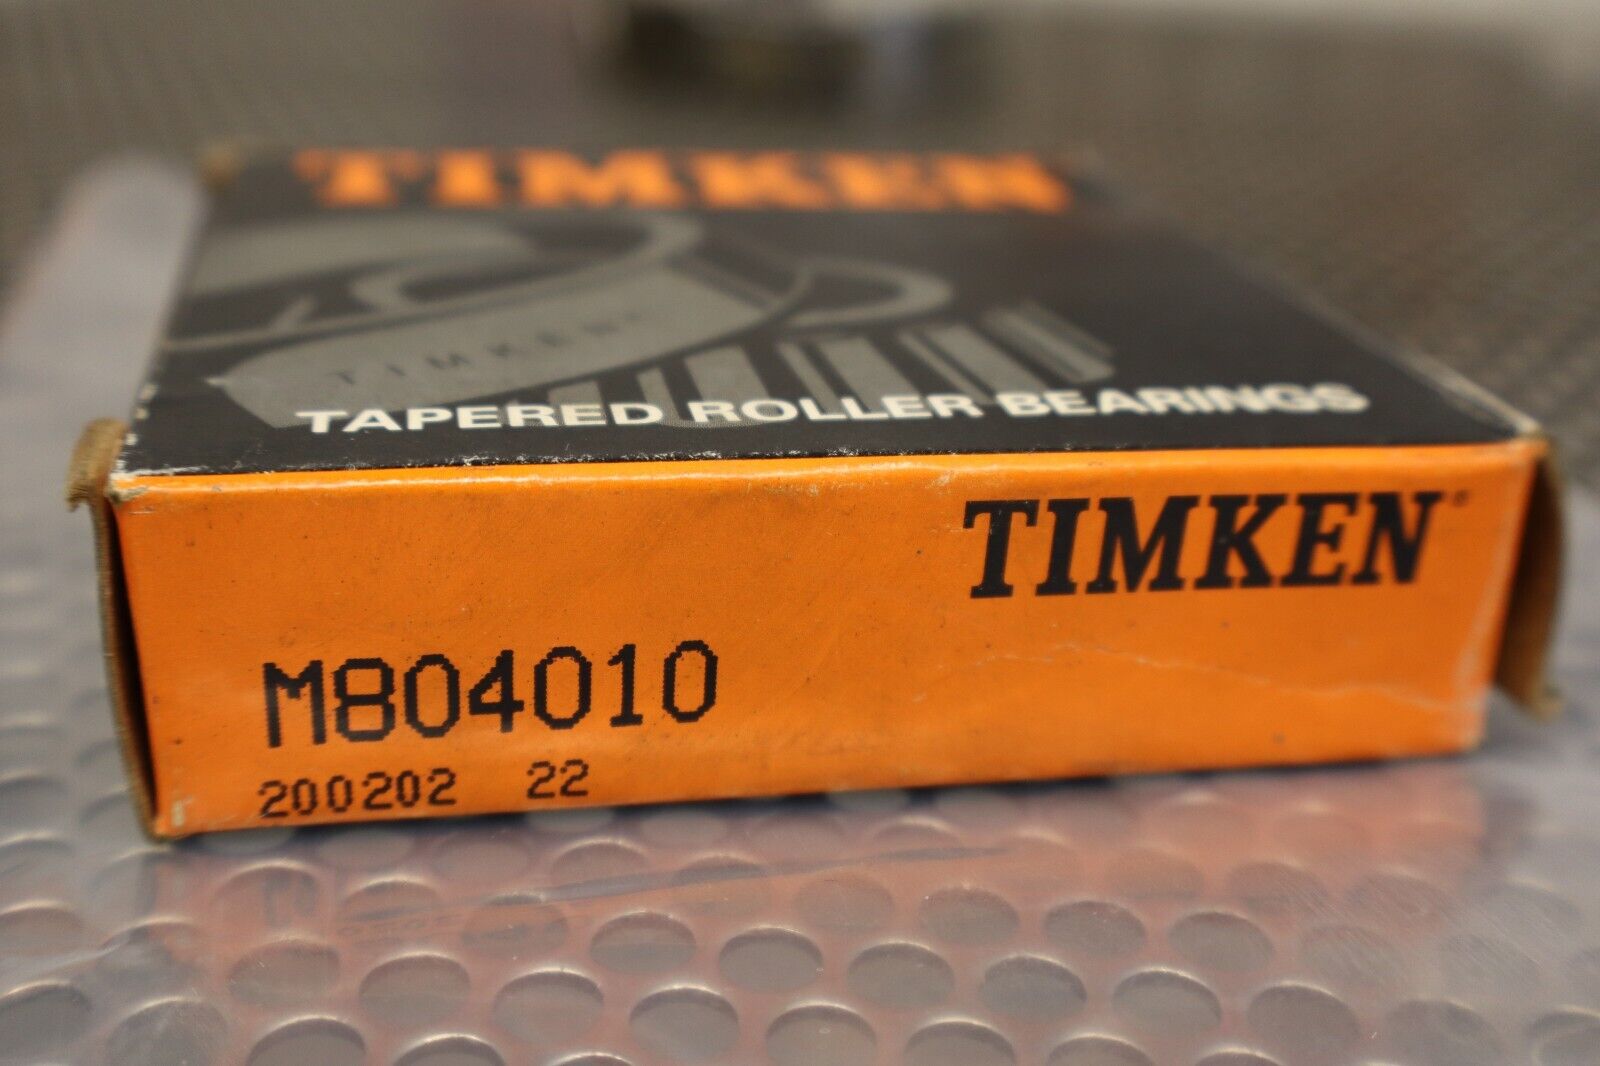 TIMKEN
TIMKEN
TAPERED ROLLER BEARINGS
TIMKEN®
M804010
200202 22